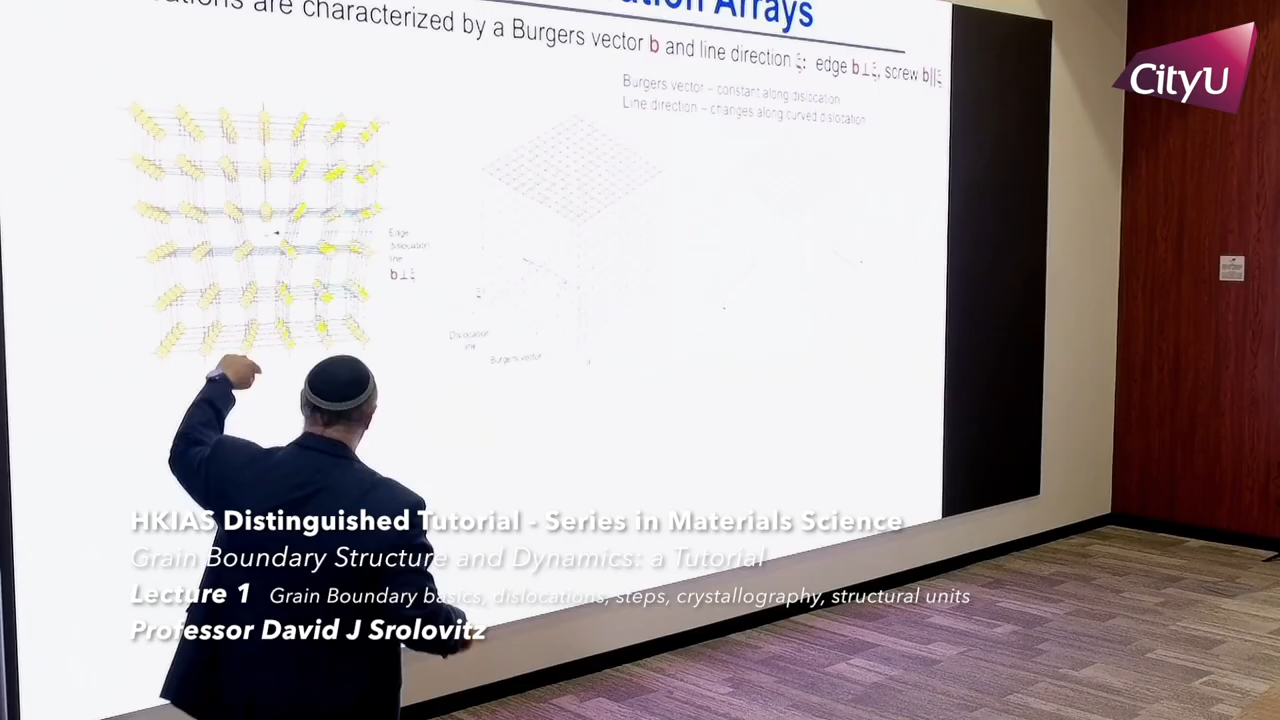 Arrays
are characterized by a Burgers vector b and line direction ξ: edge b⊥ξ, screw b||ξ
Burgers vector – constant along dislocation
Line direction – changes along curved dislocation
Edge
dislocation
line
b⊥ξ
ξ
Dislocation
line
Burgers vector
CityU
HKIAS Distinguished Tutorial - Series in Materials Science
Grain Boundary Structure and Dynamics: a Tutorial
Lecture 1 Grain Boundary basics, dislocations, steps, crystallography, structural units
Professor David J Srolovitz